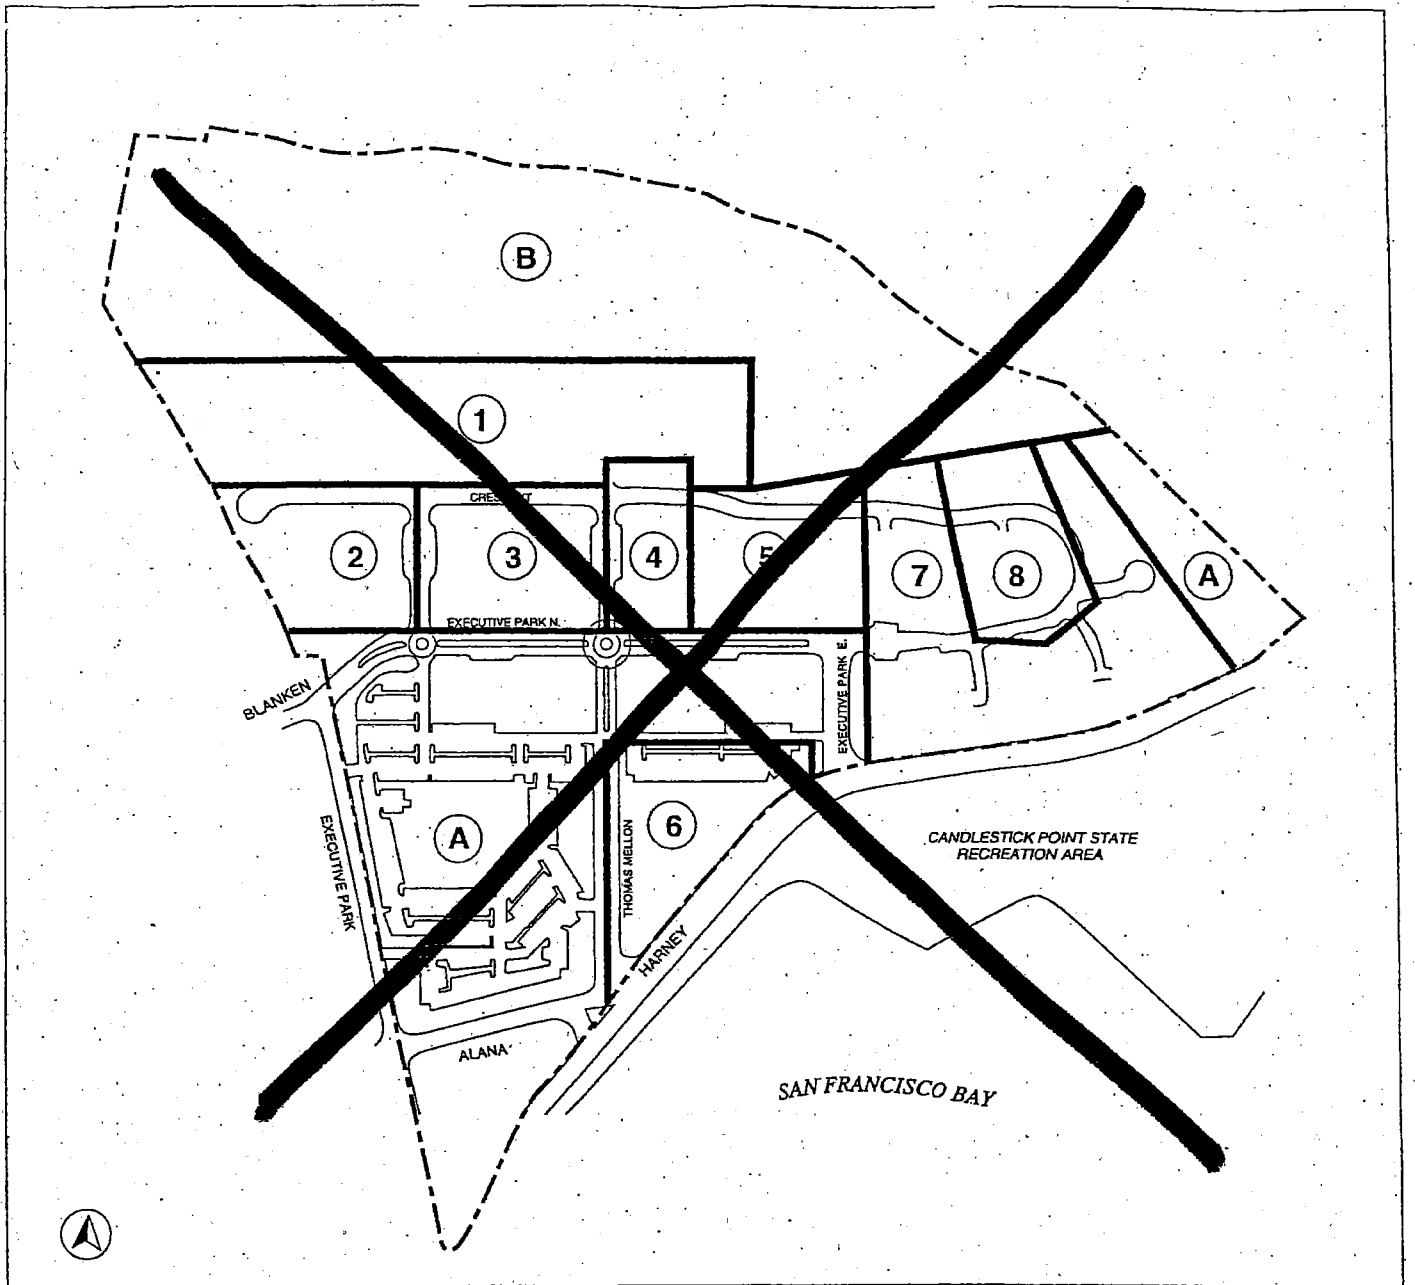 B
1
CRES
2
3
4
5
7
8
A
EXECUTIVE PARK N.
BLANKEN
EXECUTIVE PARK E.
EXECUTIVE PARK
A
THOMAS MELLON
6
CANDLESTICK POINT STATE
RECREATION AREA
HARNEY
ALANA
SAN FRANCISCO BAY